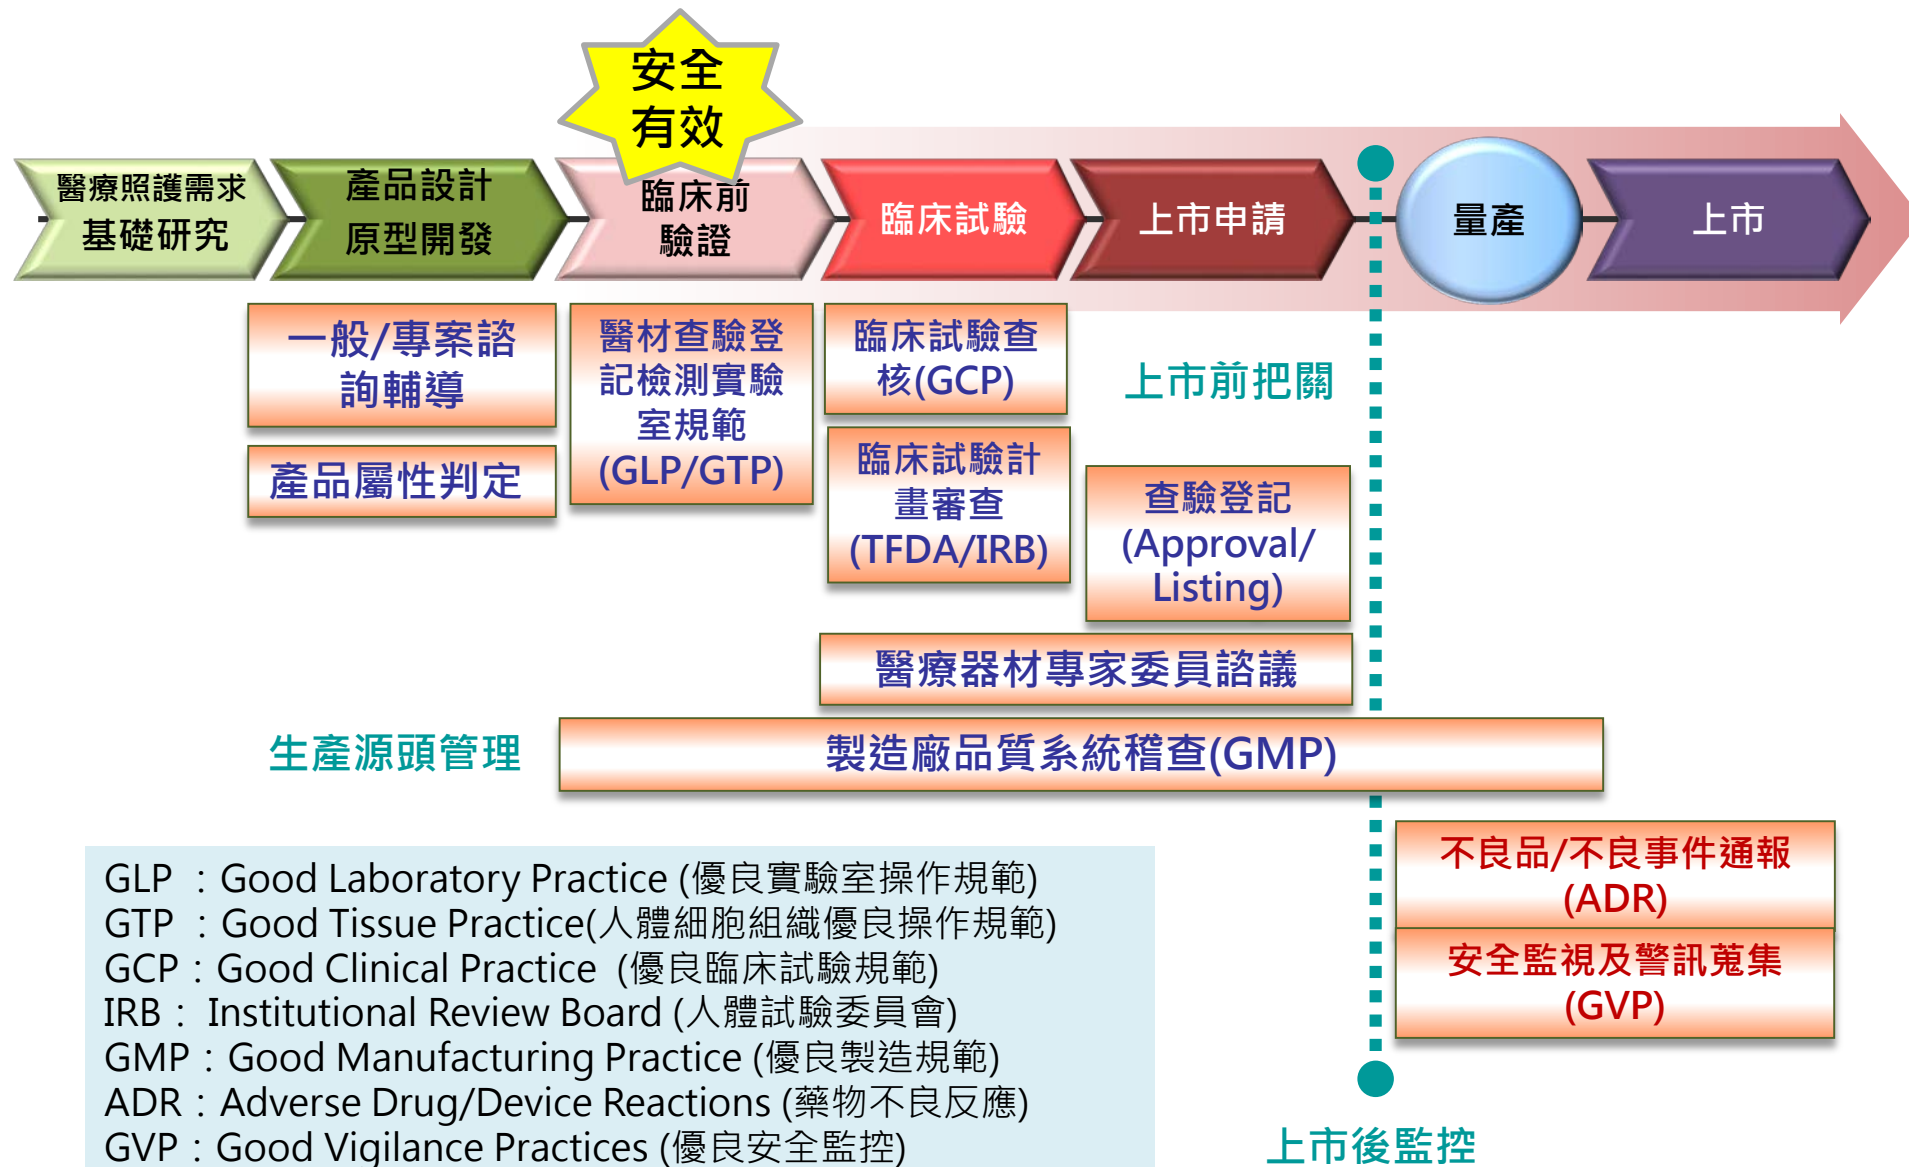 安全
有效
醫療照護需求
基礎研究
產品設計
原型開發
臨床前
驗證
臨床試驗
上市申請
量產
上市
一般/專案諮
詢輔導
產品屬性判定
醫材查驗登
記檢測實驗
室規範
(GLP/GTP)
臨床試驗查
核(GCP)
臨床試驗計
畫審查
(TFDA/IRB)
上市前把關
查驗登記
(Approval/
Listing)
醫療器材專家委員諮議
生產源頭管理
製造廠品質系統稽查(GMP)
不良品/不良事件通報
(ADR)
安全監視及警訊蒐集
(GVP)
上市後監控
GLP ：Good Laboratory Practice (優良實驗室操作規範)
GTP ：Good Tissue Practice(人體細胞組織優良操作規範)
GCP：Good Clinical Practice (優良臨床試驗規範)
IRB： Institutional Review Board (人體試驗委員會)
GMP：Good Manufacturing Practice (優良製造規範)
ADR：Adverse Drug/Device Reactions (藥物不良反應)
GVP：Good Vigilance Practices (優良安全監控)